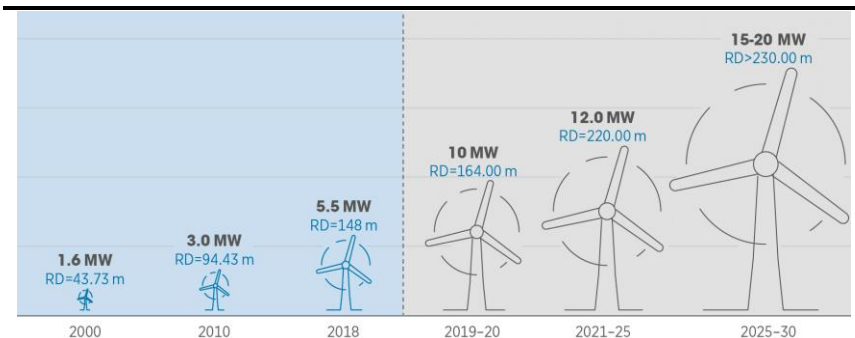 15-20 MW
RD>230.00 m
12.0 MW
RD=220.00 m
10 MW
RD=164.00 m
5.5 MW
RD=148 m
3.0 MW
RD=94.43 m
1.6 MW
RD=43.73 m
2000
2010
2018
2019-20
2021-25
2025-30